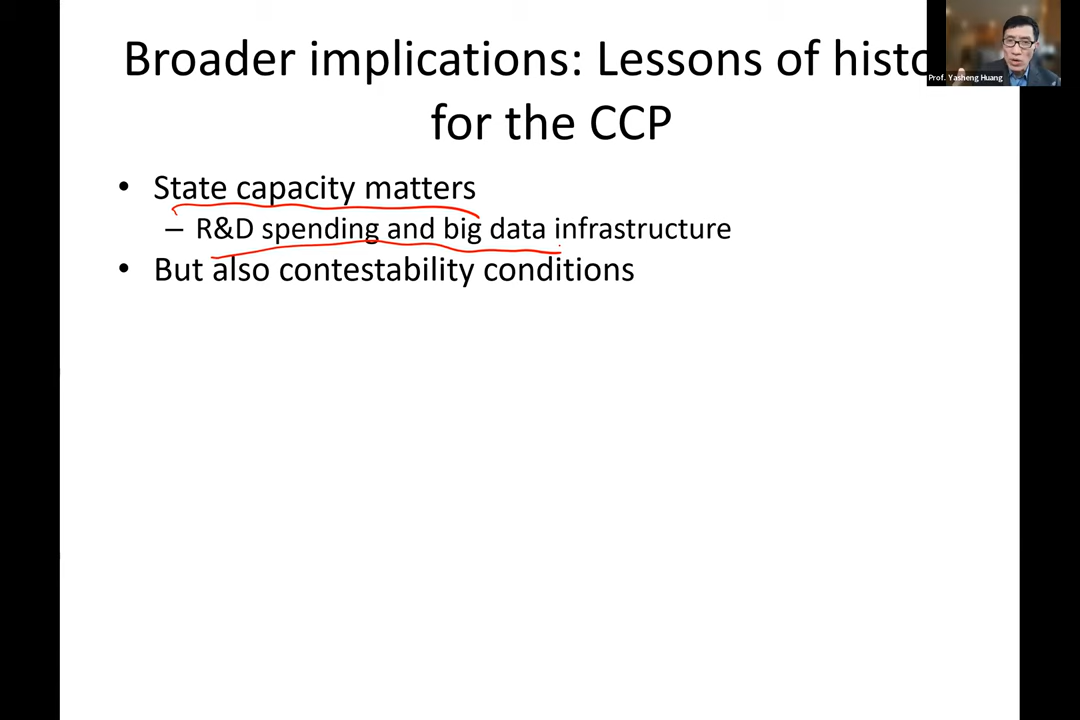 Broader implications: Lessons of histo
for the CCP
Prof. Yasheng Huang
• State capacity matters
– R&D spending and big data infrastructure
• But also contestability conditions